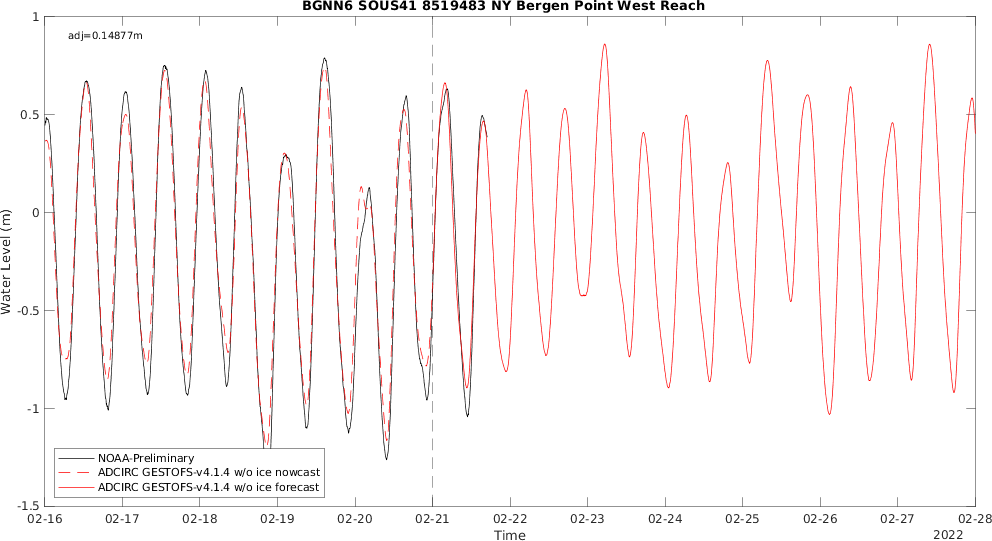 BGNN6 SOUS41 8519483 NY Bergen Point West Reach
adj=0.14877m
1
0.5
0
-0.5
-1
-1.5
Water Level (m)
NOAA-Preliminary
ADCIRC GESTOFS-v4.1.4 w/o ice nowcast
ADCIRC GESTOFS-v4.1.4 w/o ice forecast
02-16 02-17 02-18 02-19 02-20 02-21 02-22 02-23 02-24 02-25 02-26 02-27 02-28
Time
2022